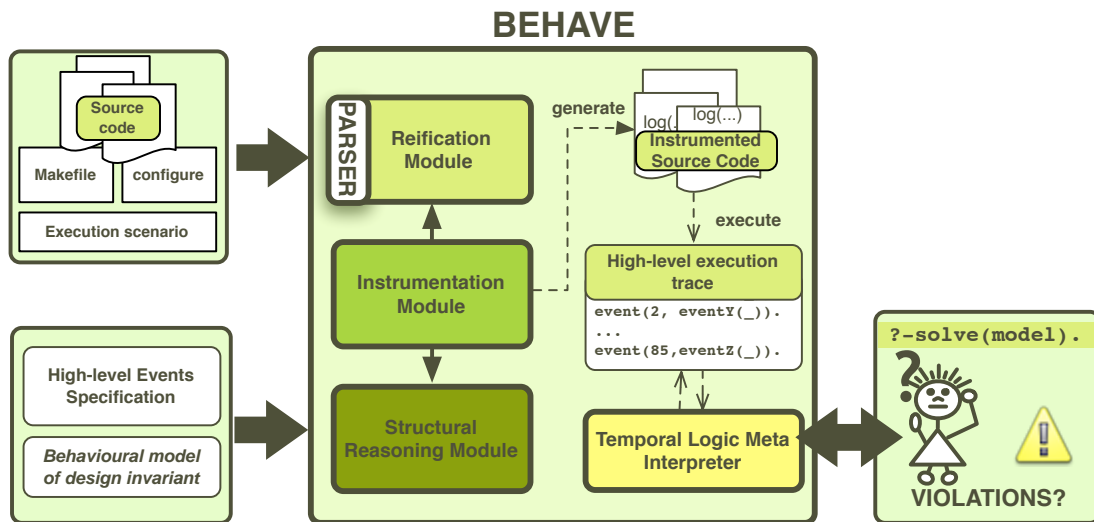 BEHAVE
Source
code
Makefile
configure
Execution scenario
High-level Events
Specification
Behavioural model
of design invariant
PARSER
Reification
Module
Instrumentation
Module
Structural
Reasoning Module
generate
log(.
log(...)
Instrumented
Source Code
execute
High-level execution
trace
event(2, eventY(_)).
...
event(85,eventZ(_)).
Temporal Logic Meta
Interpreter
?-solve(model).
?
!
VIOLATIONS?